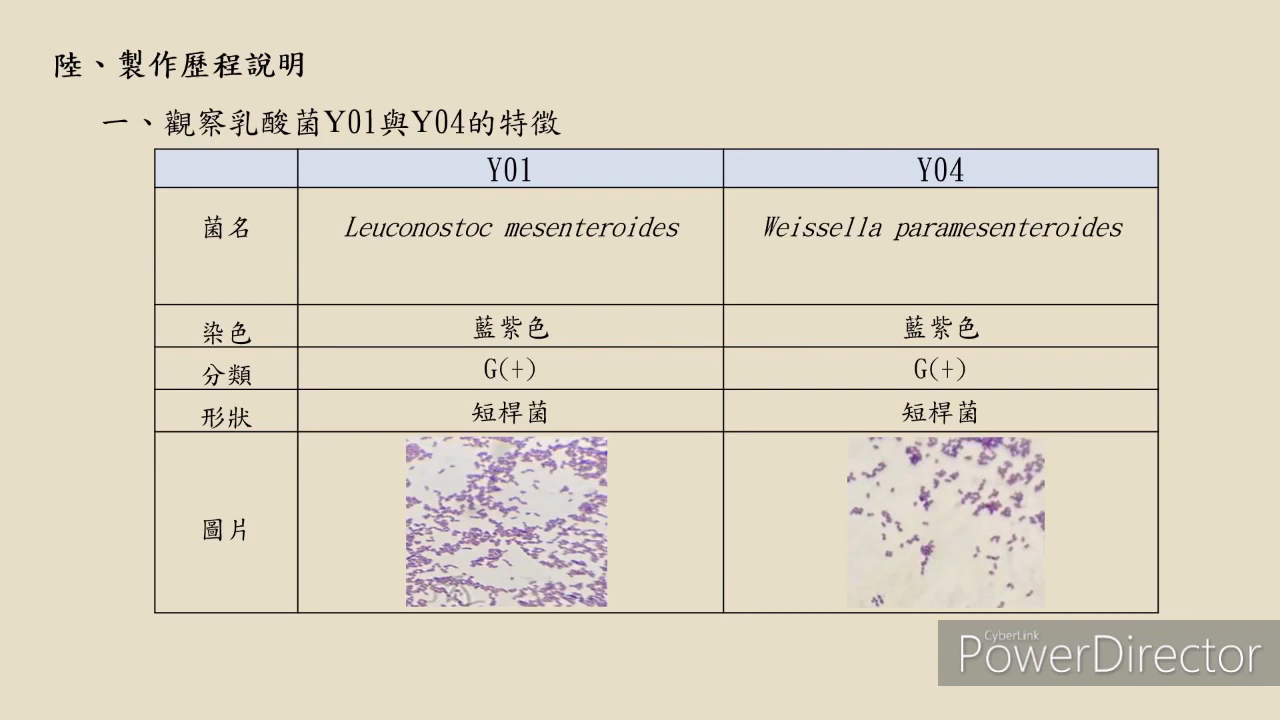 陸、製作歷程說明
一、觀察乳酸菌Y01與Y04的特徵
Y01 Y04
菌名 Leuconostoc mesenteroides Weissella paramesenteroides
染色 藍紫色 藍紫色
分類 G(+) G(+)
形狀 短桿菌 短桿菌
圖片
CyberLink
PowerDirector